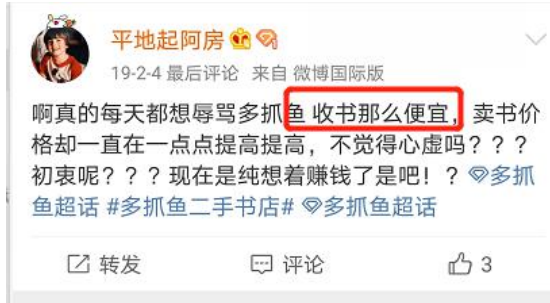 平地起阿房
19-2-4 最后评论 来自 微博国际版
啊真的每天都想辱骂多抓鱼 收书那么便宜，卖书价
格却一直在一点点提高提高，不觉得心虚吗？？？
初衷呢？？？现在是纯想着赚钱了是吧！？多抓
鱼超话 #多抓鱼二手书店# 多抓鱼超话
转发 评论 3